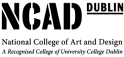 NCAD DUBLIN
National College of Art and Design
A Recognised College of University College Dublin